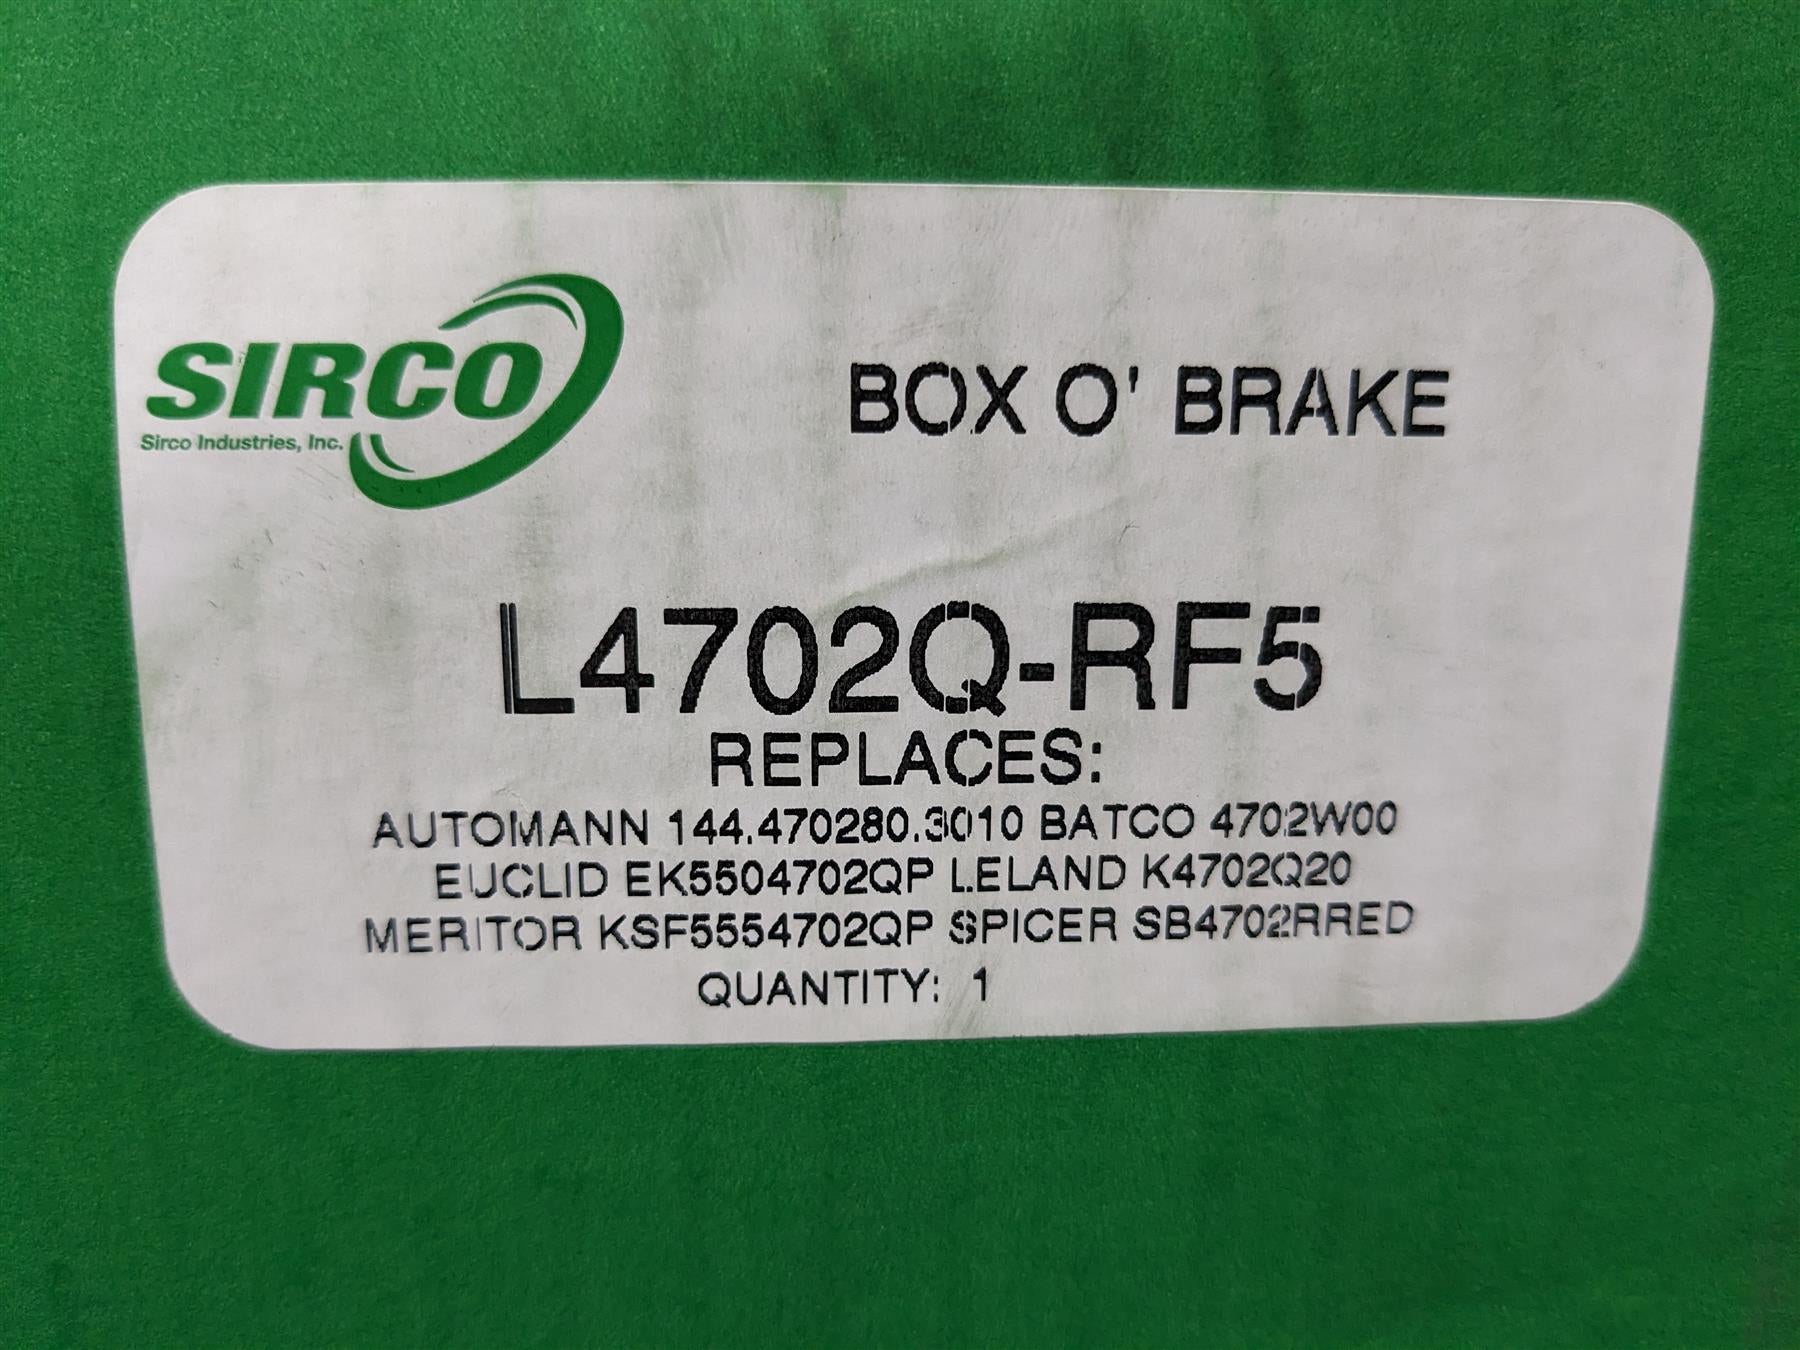 SIRCO
Sirco Industries, Inc.
BOX O' BRAKE
L4702Q-RF5
REPLACES:
AUTOMANN 144.470280.3010 BATCO 4702W00
EUCLID EK5504702QP LELAND K4702Q20
MERITOR KSF5554702QP SPICER SB4702RRED
QUANTITY: 1